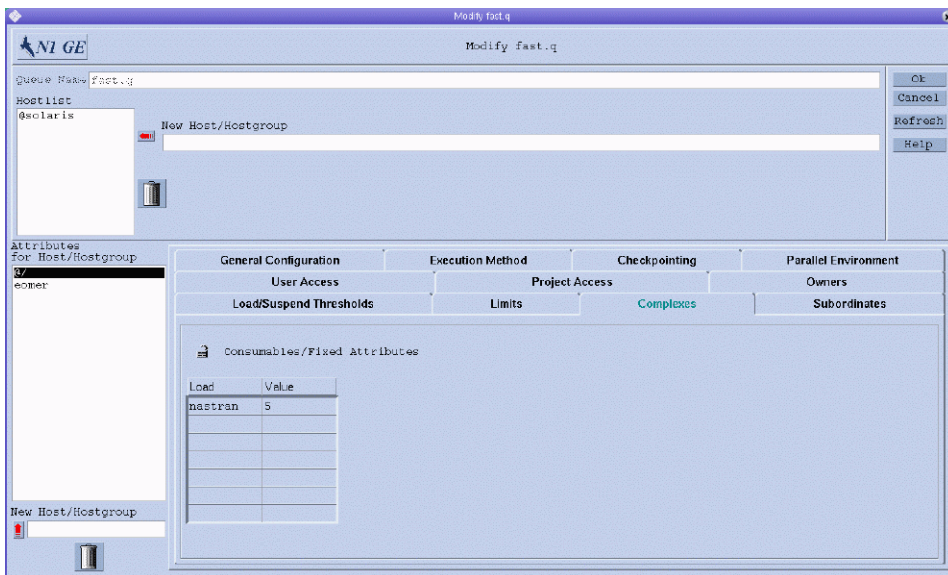 Modify fast.q
N1 GE
Modify fast.q
Queue Name fast.q
Ok
Hostlist
Cancel
@solaris
Refresh
New Host/Hostgroup
Help
Attributes
for Host/Hostgroup
@/
eomer
General Configuration Execution Method Checkpointing Parallel Environment
User Access Project Access Owners
Load/Suspend Thresholds Limits Complexes Subordinates
Consumables/Fixed Attributes
Load Value
nastran 5
New Host/Hostgroup